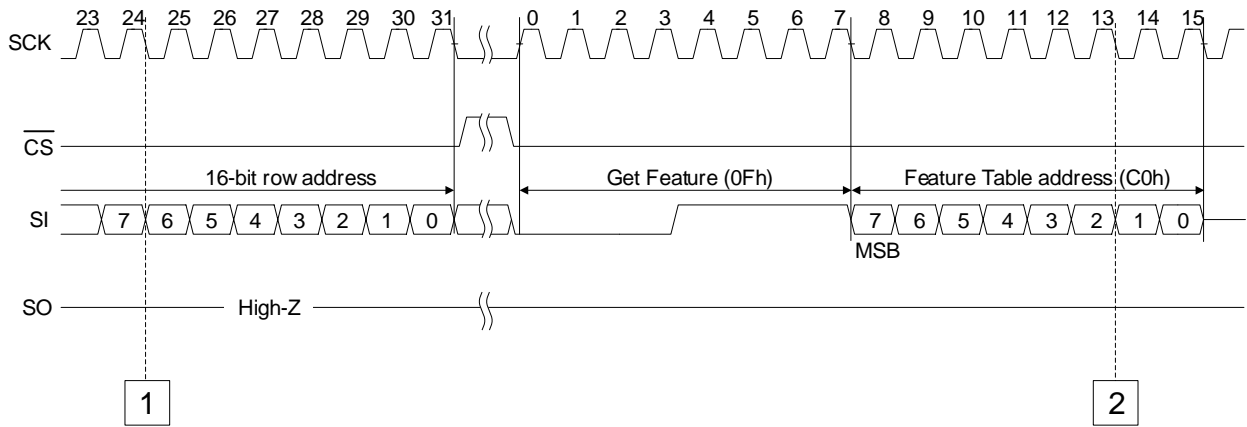 23 24 25 26 27 28 29 30 31 0 1 2 3 4 5 6 7 8 9 10 11 12 13 14 15
SCK
CS
16-bit row address Get Feature (0Fh) Feature Table address (C0h)
SI 7 6 5 4 3 2 1 0 7 6 5 4 3 2 1 0
MSB
SO High-Z
1 2